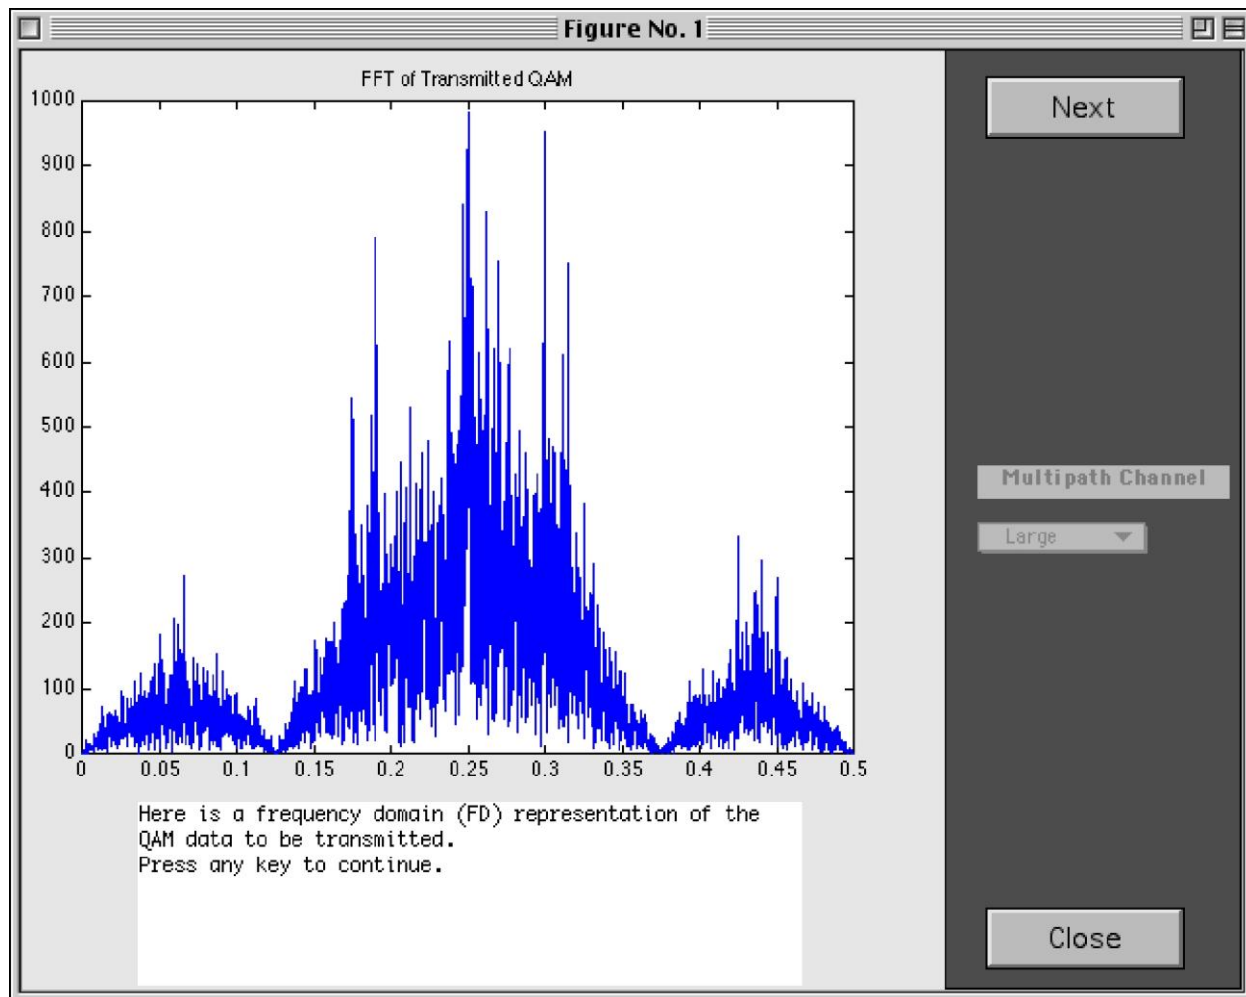 Figure No. 1
FFT of Transmitted QAM
1000
900
800
700
600
500
400
300
200
100
0
0 0.05 0.1 0.15 0.2 0.25 0.3 0.35 0.4 0.45 0.5
Here is a frequency domain (FD) representation of the
QAM data to be transmitted.
Press any key to continue.
Next
Multipath Channel
Large
Close